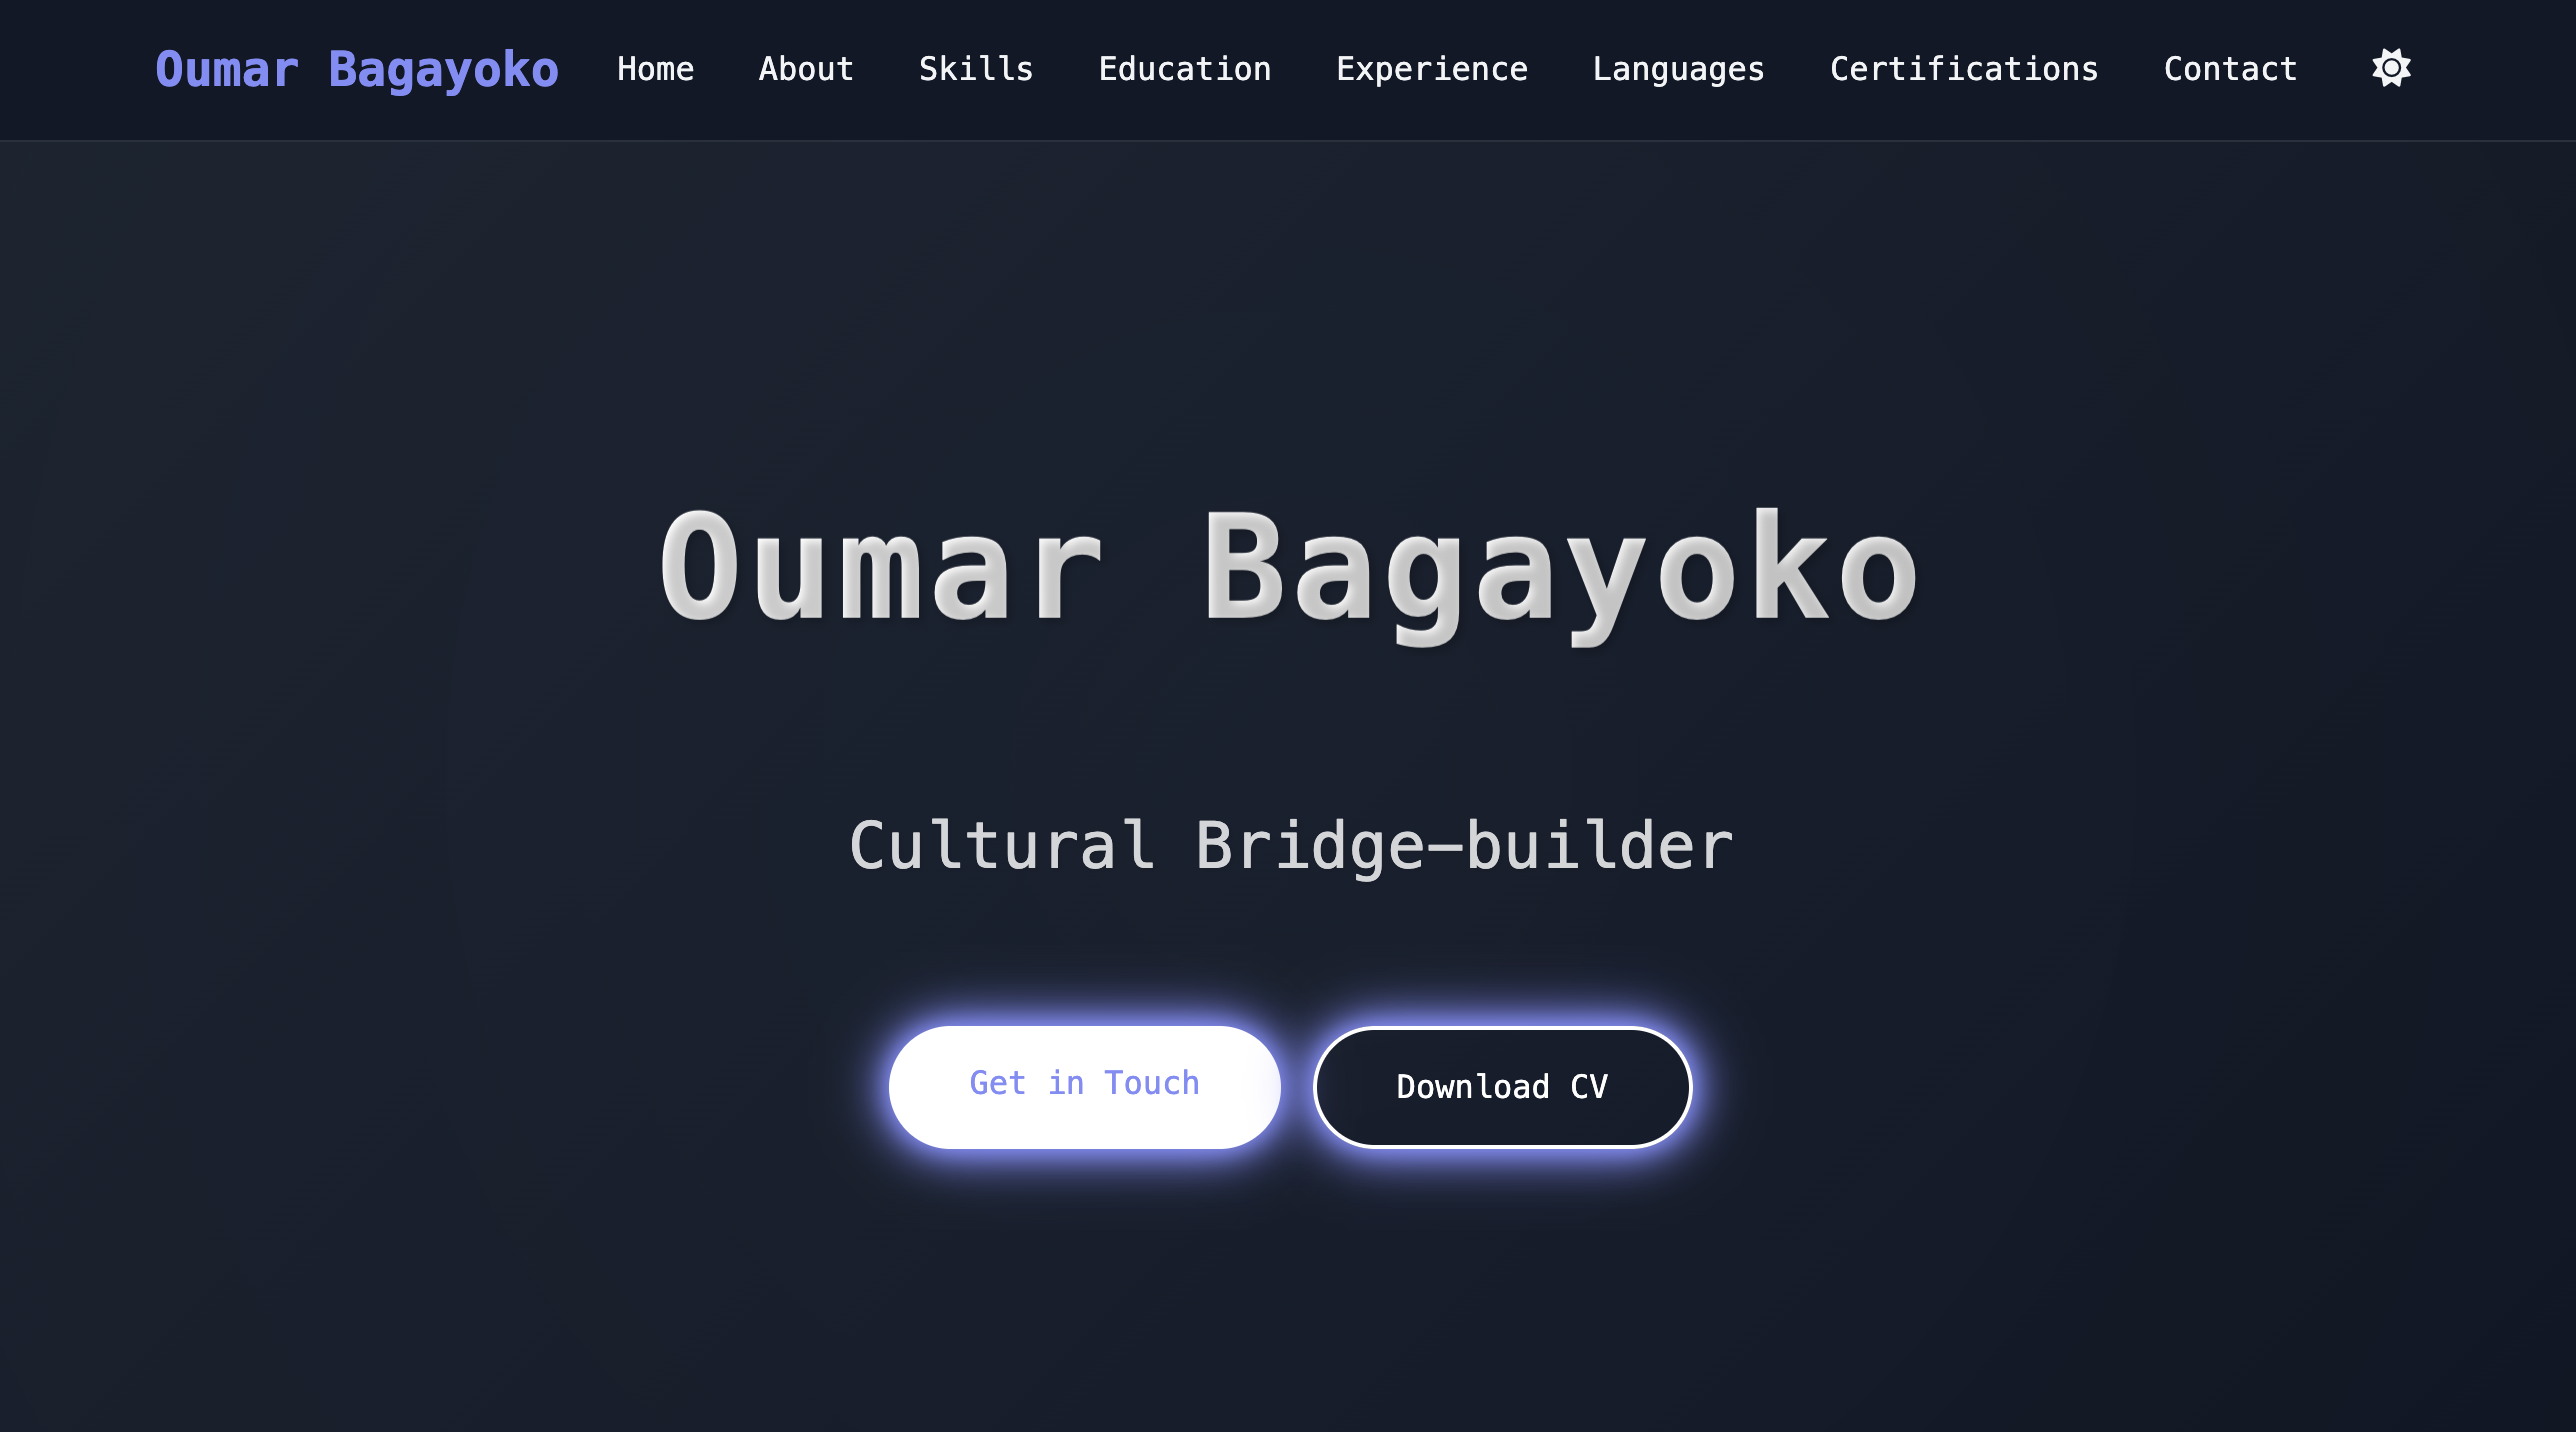 Oumar Bagayoko Home About Skills Education Experience Languages Certifications Contact
Oumar Bagayoko
Cultural Bridge-builder
Get in Touch Download CV